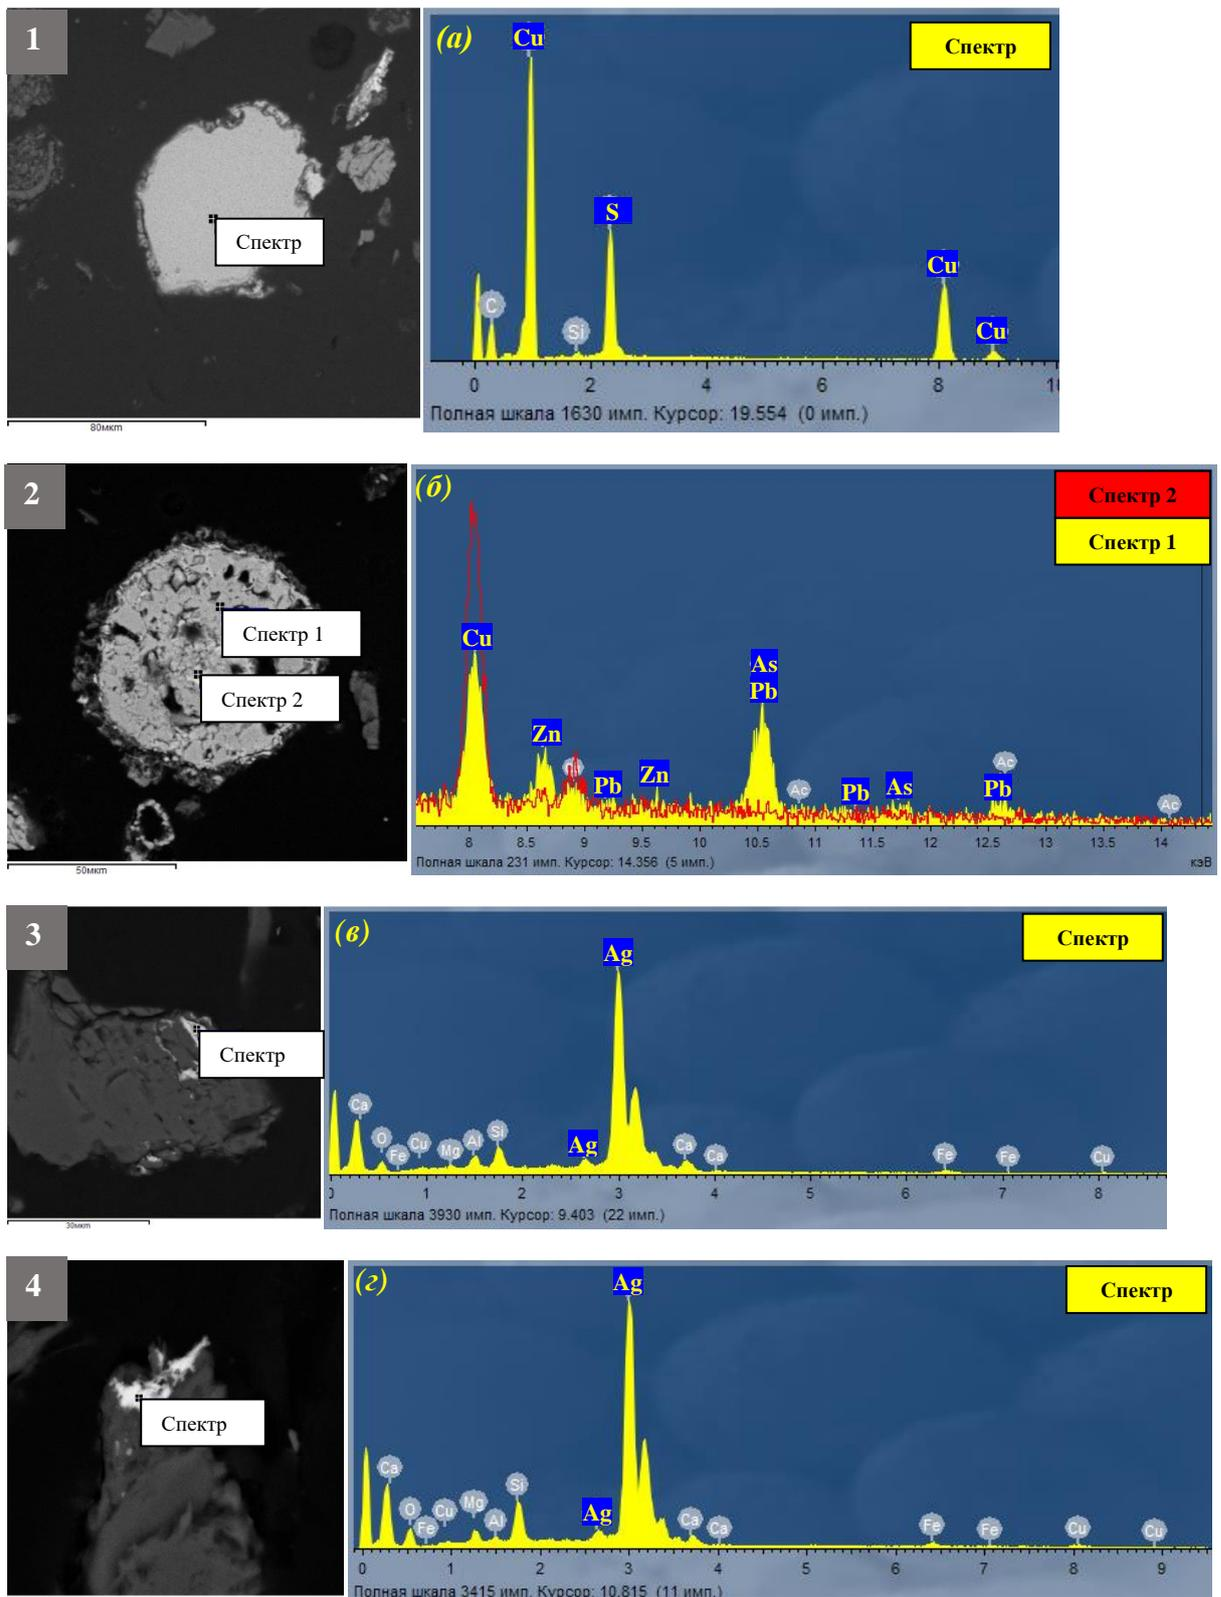 1
(а)
Cu
Спектр
S
Cu
C
Si
Cu
Спектр
0 2 4 6 8
Полная шкала 1630 имп. Курсор: 19.554 (0 имп.)
80мкm
2
(б)
Спектр 2
Спектр 1
Cu
As
Pb
Zn
Pb
Zn
Ac
Pb
As
Ac
Pb
Ac
Спектр 1
Спектр 2
8 8.5 9 9.5 10 10.5 11 11.5 12 12.5 13 13.5 14
Полная шкала 231 имп. Курсор: 14.356 (5 имп.)
кэВ
50мкm
3
(в)
Спектр
Ag
Ca
O
Fe
Cu
Mg
Al
Si
Ag
Ca
Ca
Fe
Fe
Cu
Спектр
0 1 2 3 4 5 6 7 8
Полная шкала 3930 имп. Курсор: 9.403 (22 имп.)
30мкm
4
(г)
Спектр
Ag
Ca
O
Fe
Cu
Mg
Al
Si
Ag
Ca
Ca
Fe
Fe
Cu
Cu
Спектр
0 1 2 3 4 5 6 7 8 9
Полная шкала 3415 имп. Курсор: 10.815 (11 имп.)